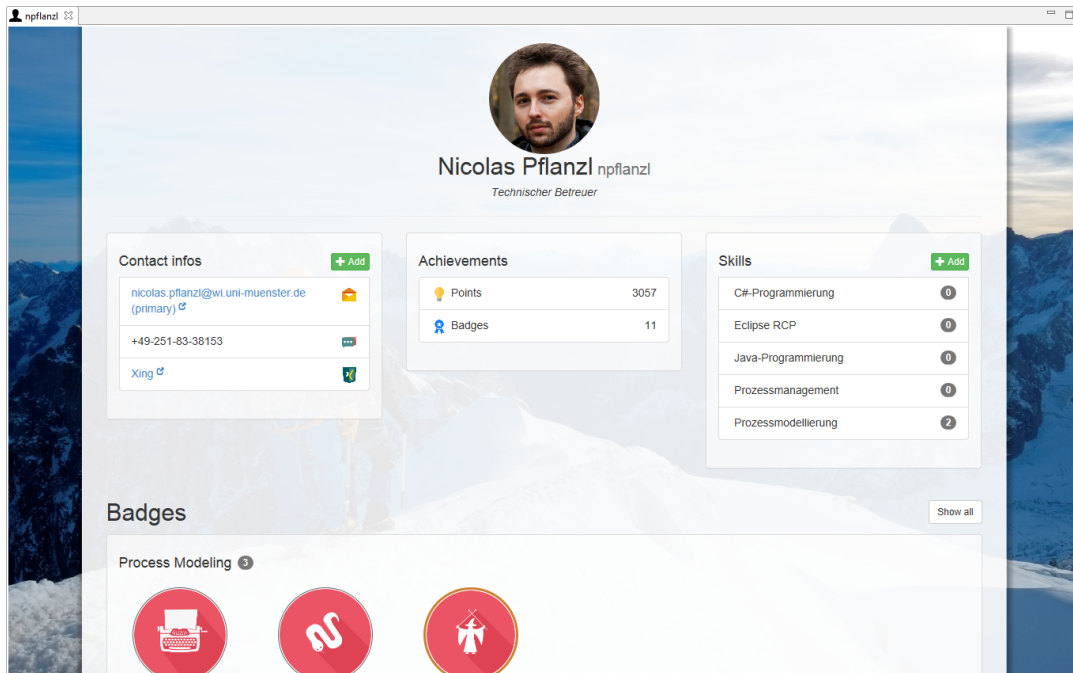 npflanzl
Nicolas Pflanzl npflanzl
Technischer Betreuer
Contact infos
Add
nicolas.pflanzl@wi.uni-muenster.de
(primary)
+49-251-83-38153
Xing
Achievements
Points 3057
Badges 11
Skills
Add
C#-Programmierung 0
Eclipse RCP 0
Java-Programmierung 0
Prozessmanagement 0
Prozessmodellierung 2
Badges
Show all
Process Modeling 3